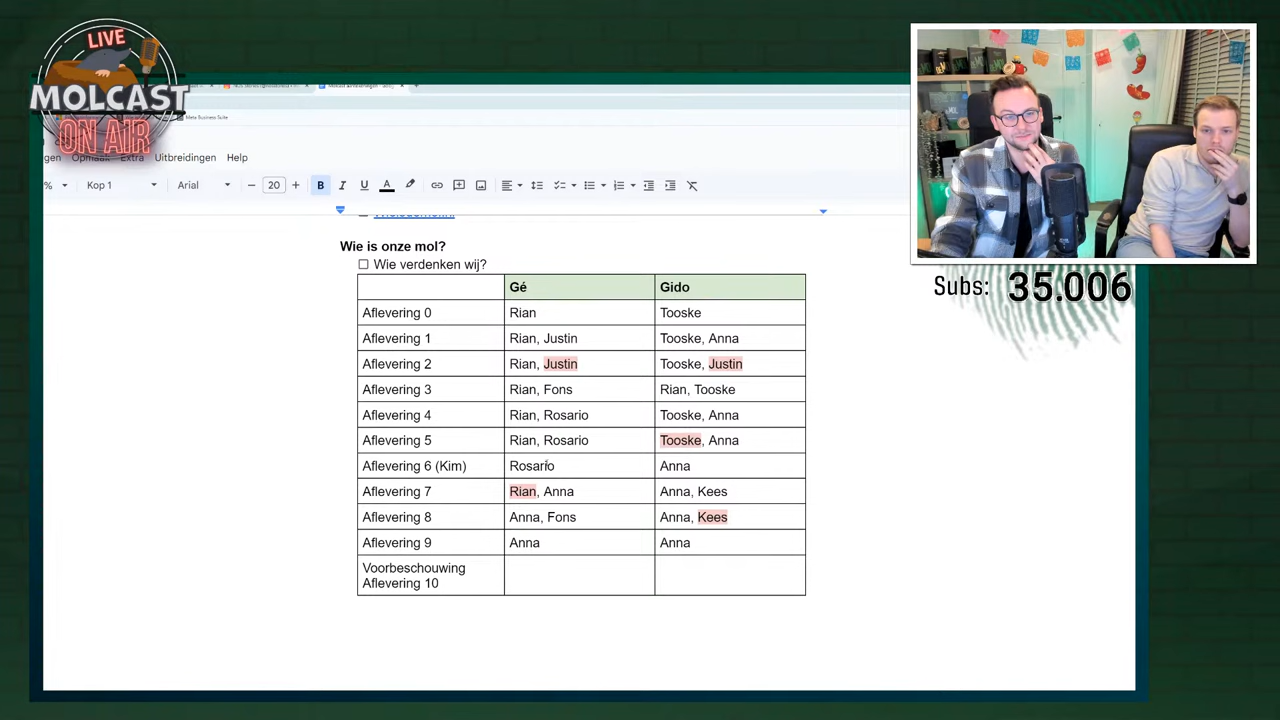 LIVE
MOLCAST
ON AIR
Meta Business Suite
Opmaak Extra Uitbreidingen Help
% Kop 1 Arial 20 B I U A
Wie is onze mol?
Wie verdenken wij?
Gé Gido
Aflevering 0 Rian Tooske
Aflevering 1 Rian, Justin Tooske, Anna
Aflevering 2 Rian, Justin Tooske, Justin
Aflevering 3 Rian, Fons Rian, Tooske
Aflevering 4 Rian, Rosario Tooske, Anna
Aflevering 5 Rian, Rosario Tooske, Anna
Aflevering 6 (Kim) Rosario Anna
Aflevering 7 Rian, Anna Anna, Kees
Aflevering 8 Anna, Fons Anna, Kees
Aflevering 9 Anna Anna
Voorbeschouwing
Aflevering 10
Subs: 35.006